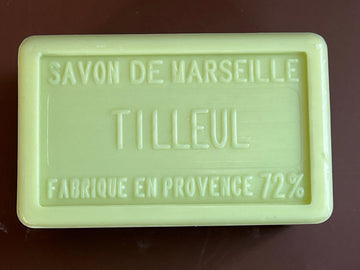 SAVON DE MARSEILLE
TILLEUL
FABRIQUE EN PROVENCE 72%